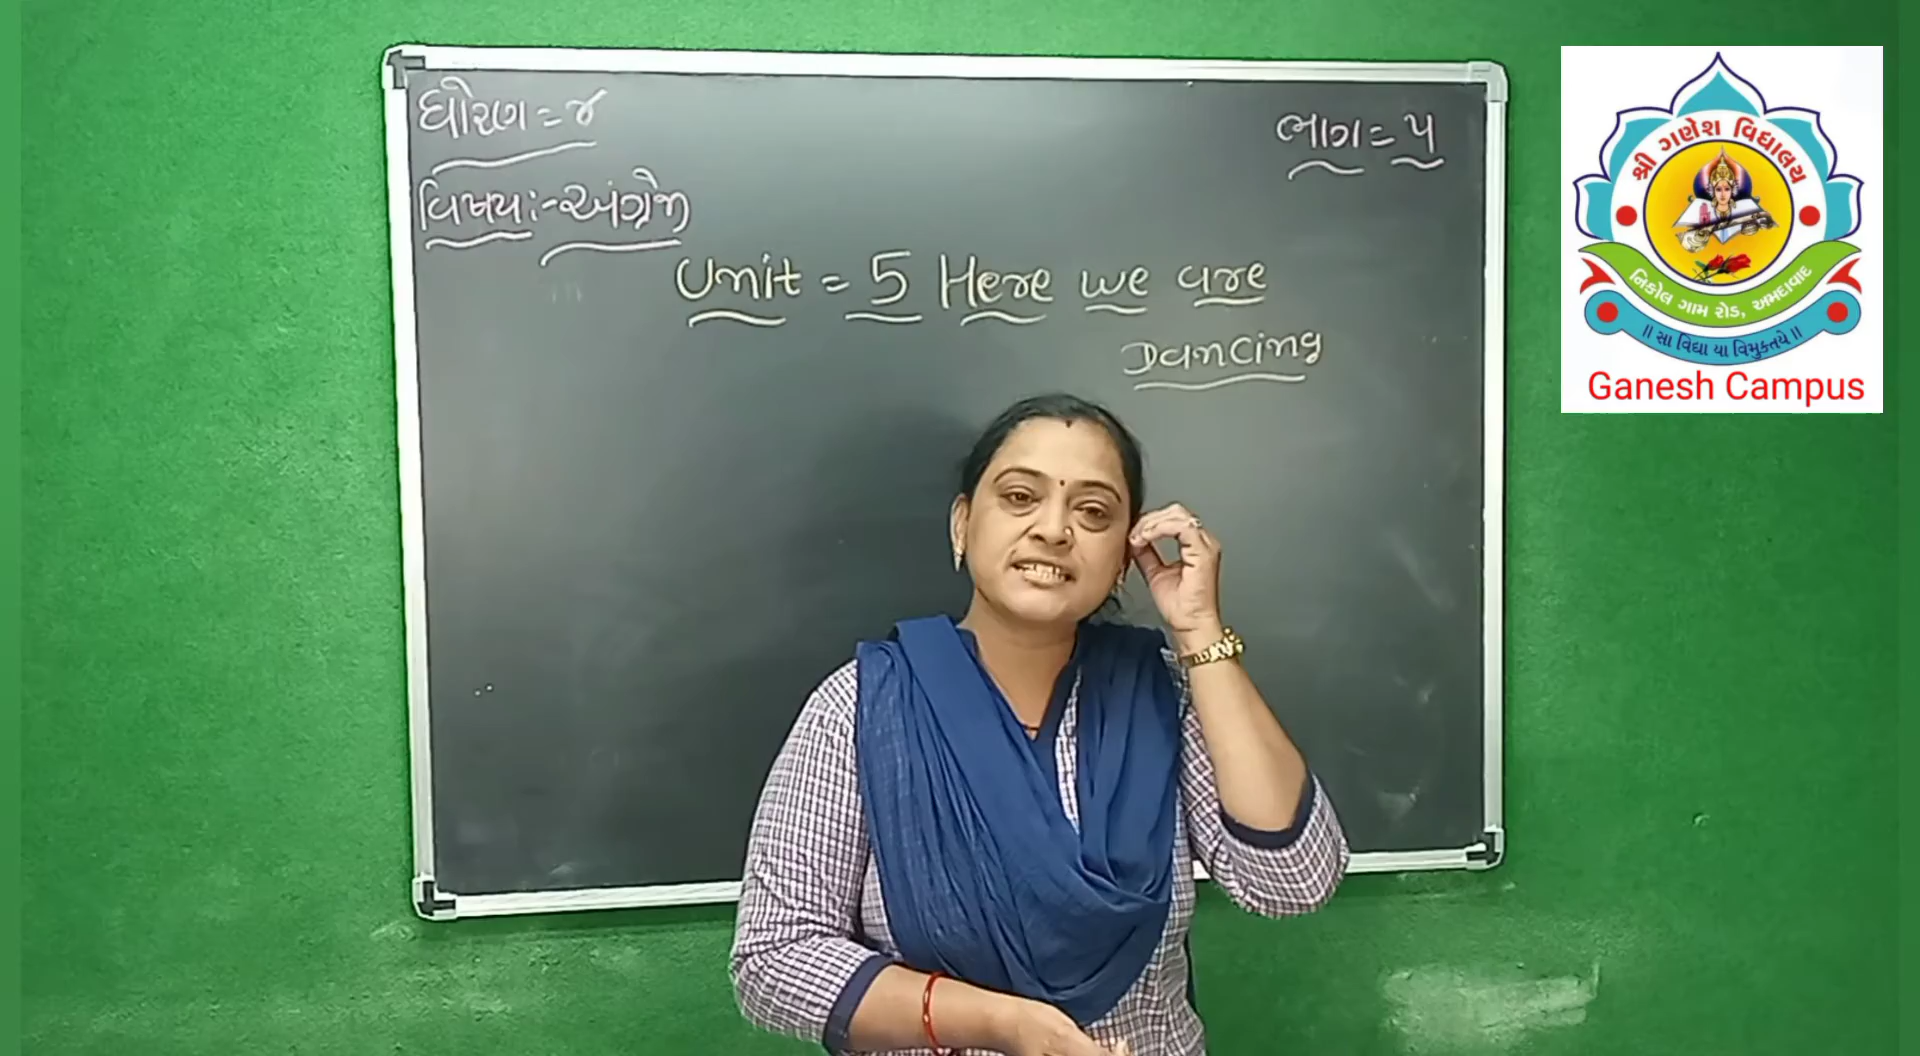 ધોરણ = ૪
ભાગ = ૫
વિષય :- અંગ્રેજી
Unit = 5 Here we are
Dancing
શ્રી ગણેશ વિદ્યાલય
નિકોલ ગામ રોડ, અમદાવાદ
॥ સા વિદ્યા યા વિમુક્તયે ॥
Ganesh Campus